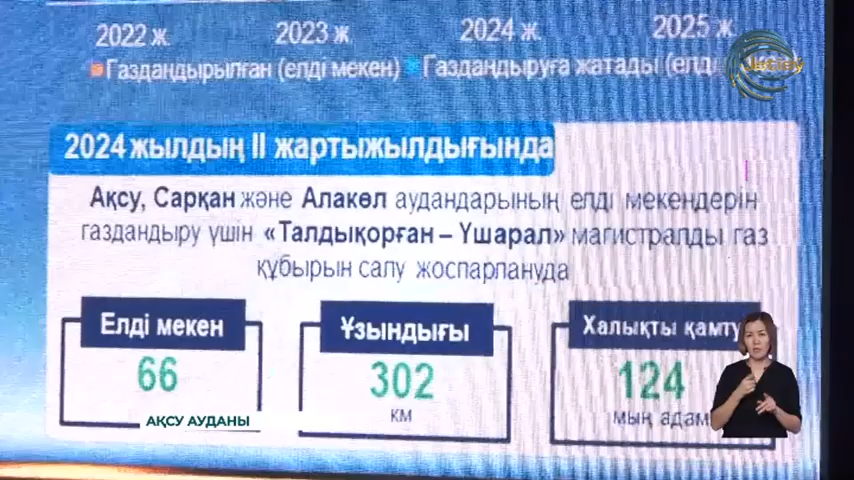 2022 ж. 2023 ж. 2024 ж. 2025 ж.
Газдандырылған (елді мекен) Газдандыруға жатады (елд
Jetisy
2024 жылдың II жартыжылдығында
Ақсу, Сарқан және Алакөл аудандарының елді мекендерін
газдандыру үшін «Талдықорған – Үшарал» магистралды газ
құбырын салу жоспарлануда
Елді мекен Ұзындығы Халықты қамту
66 302 124
км мың адам
АҚСУ АУДАНЫ